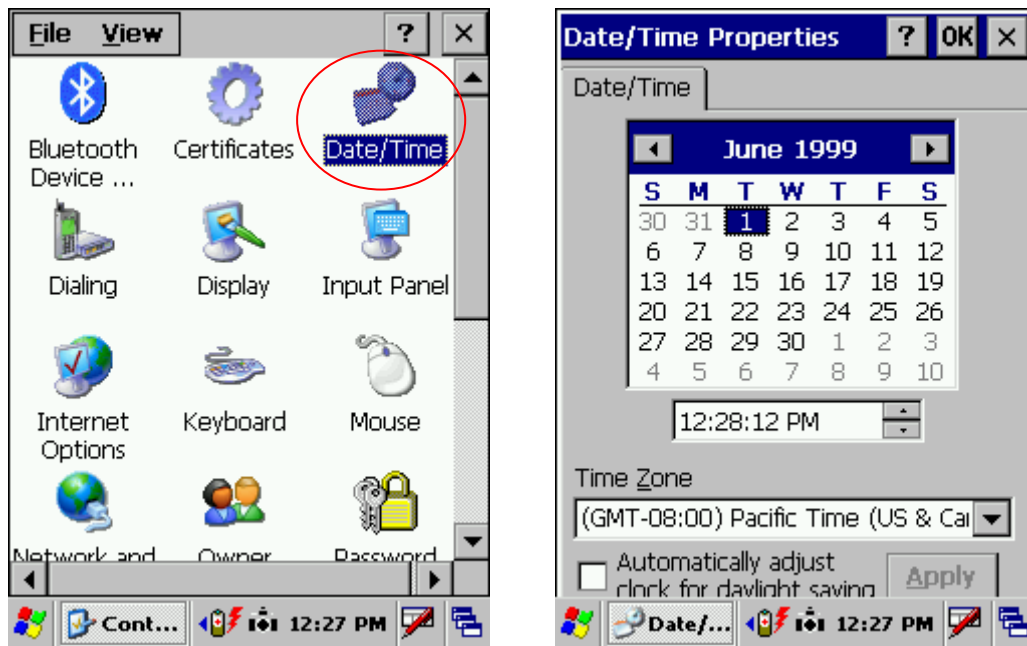 File View ? ×
Bluetooth Device ...
Certificates
Date/Time
Dialing
Display
Input Panel
Internet Options
Keyboard
Mouse
Network and
Owner
Password
Cont... 12:27 PM
Date/Time Properties ? OK ×
Date/Time
June 1999
S M T W T F S
30 31 1 2 3 4 5
6 7 8 9 10 11 12
13 14 15 16 17 18 19
20 21 22 23 24 25 26
27 28 29 30 1 2 3
4 5 6 7 8 9 10
12:28:12 PM
Time Zone
(GMT-08:00) Pacific Time (US & Ca
Automatically adjust
clock for daylight saving
Apply
Date/... 12:27 PM